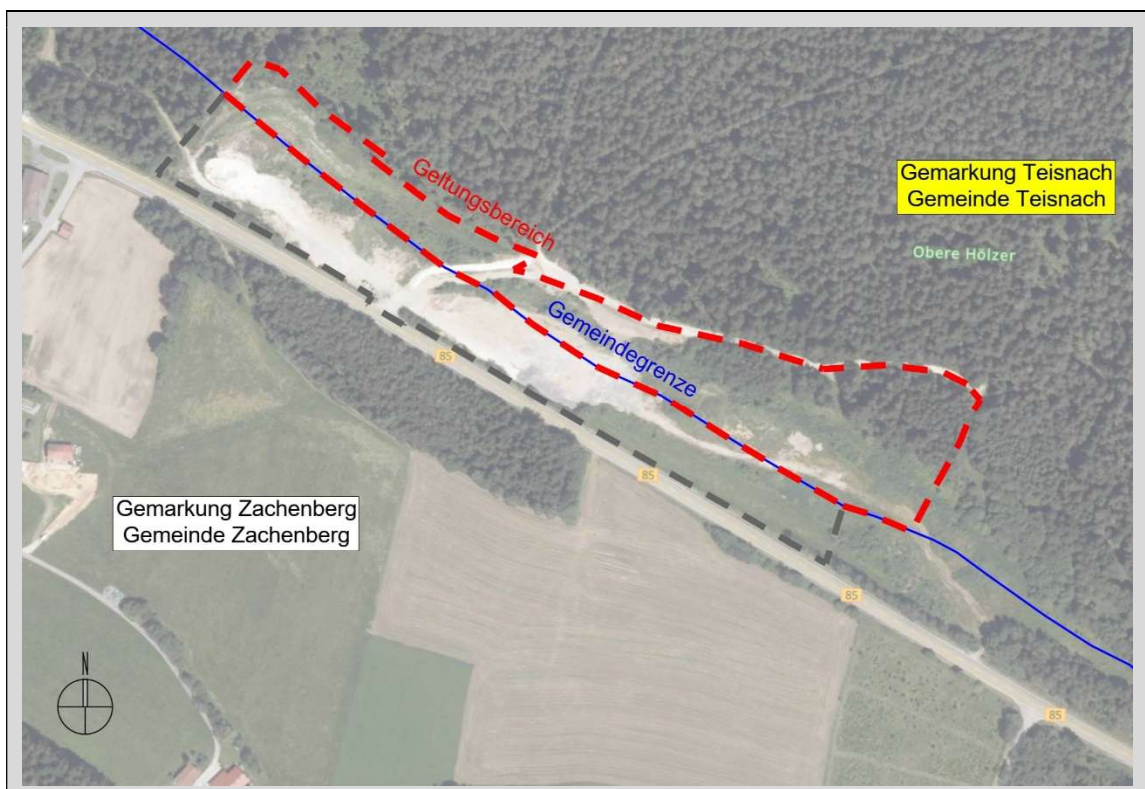 Geltungsbereich
Gemarkung Teisnach
Gemeinde Teisnach
Obere Hölzer
Gemeindegrenze
85
85
85
85
Gemarkung Zachenberg
Gemeinde Zachenberg
N